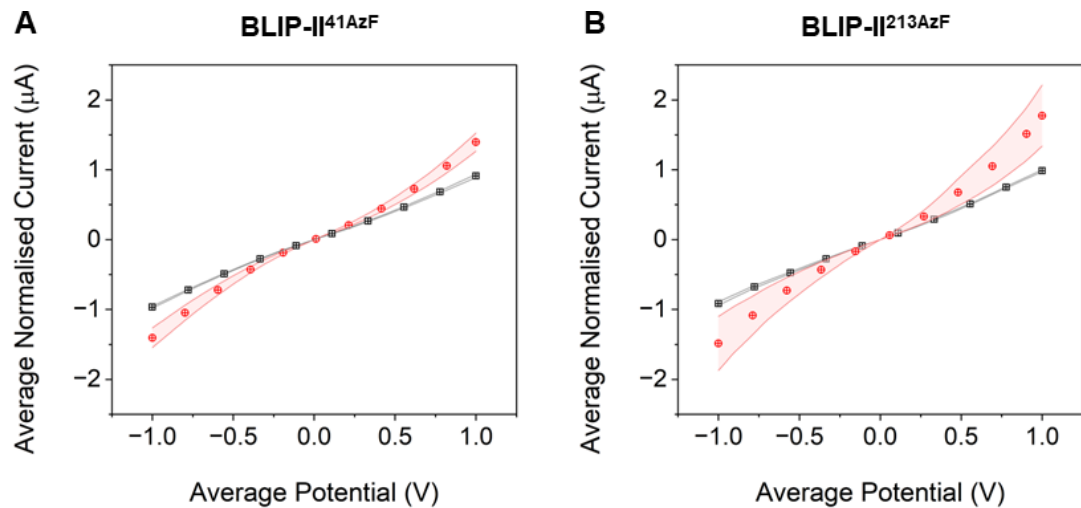 A
BLIP-II41AzF
Average Normalised Current (µA)
2
1
0
−1
−2
−1.0
−0.5
0.0
0.5
1.0
Average Potential (V)
B
BLIP-II213AzF
Average Normalised Current (µA)
2
1
0
−1
−2
−1.0
−0.5
0.0
0.5
1.0
Average Potential (V)